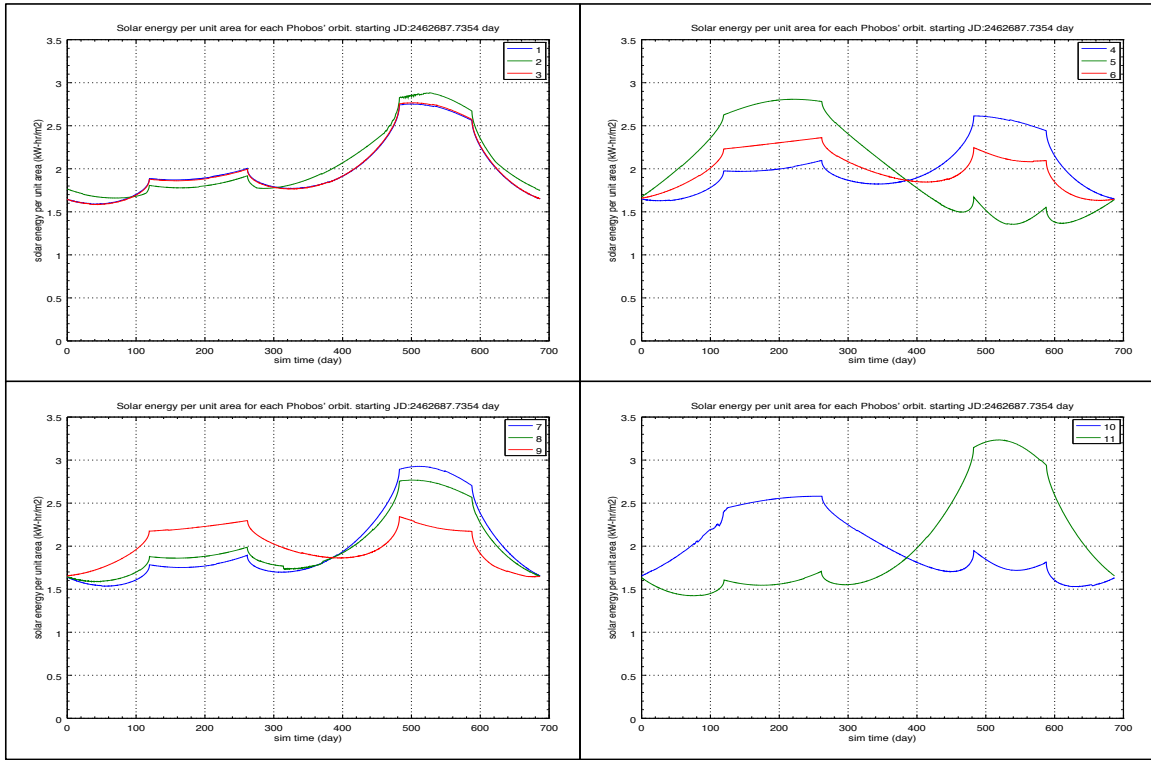 Solar energy per unit area for each Phobos' orbit. starting JD:2462687.7354 day
3.5
3
2.5
2
1.5
1
0.5
0
solar energy per unit area (kW-hr/m2)
1
2
3
0 100 200 300 400 500 600 700
sim time (day)
Solar energy per unit area for each Phobos' orbit. starting JD:2462687.7354 day
3.5
3
2.5
2
1.5
1
0.5
0
solar energy per unit area (kW-hr/m2)
4
5
6
0 100 200 300 400 500 600 700
sim time (day)
Solar energy per unit area for each Phobos' orbit. starting JD:2462687.7354 day
3.5
3
2.5
2
1.5
1
0.5
0
solar energy per unit area (kW-hr/m2)
7
8
9
0 100 200 300 400 500 600 700
sim time (day)
Solar energy per unit area for each Phobos' orbit. starting JD:2462687.7354 day
3.5
3
2.5
2
1.5
1
0.5
0
solar energy per unit area (kW-hr/m2)
10
11
0 100 200 300 400 500 600 700
sim time (day)